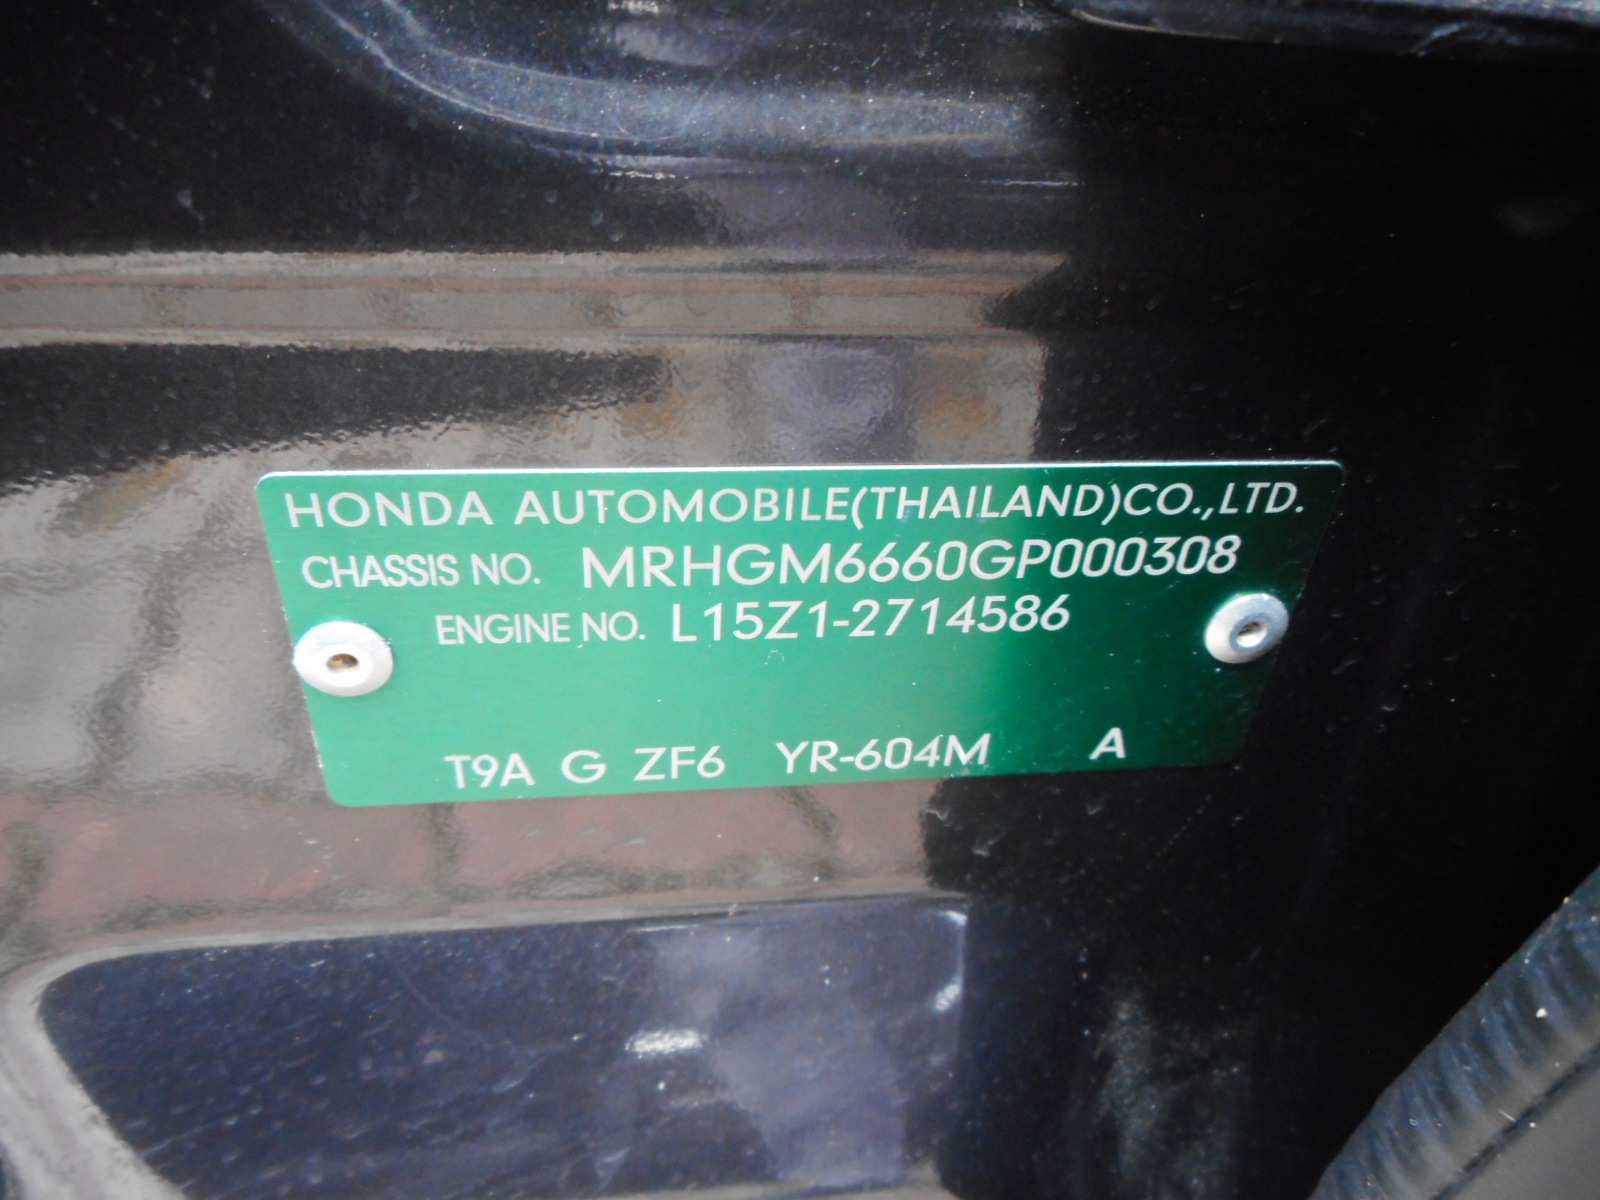 HONDA AUTOMOBILE(THAILAND)CO.,LTD.
CHASSIS NO. MRHGM6660GP000308
ENGINE NO. L15Z1-2714586
T9A G ZF6 YR-604M A